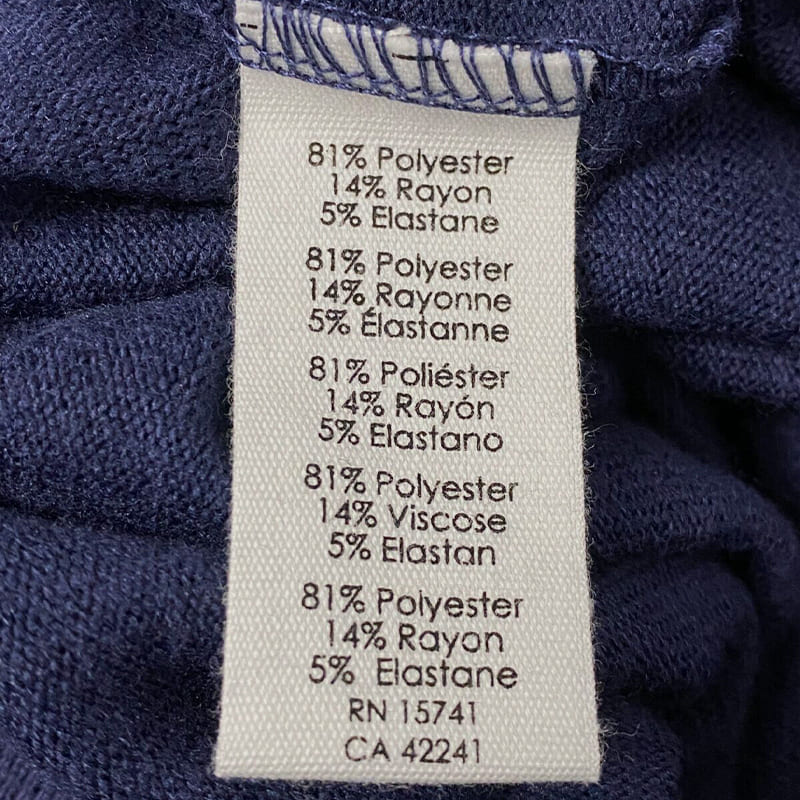 81% Polyester
14% Rayon
5% Elastane
81% Polyester
14% Rayonne
5% Élastanne
81% Poliéster
14% Rayón
5% Elastano
81% Polyester
14% Viscose
5% Elastan
81% Polyester
14% Rayon
5% Elastane
RN 15741
CA 42241